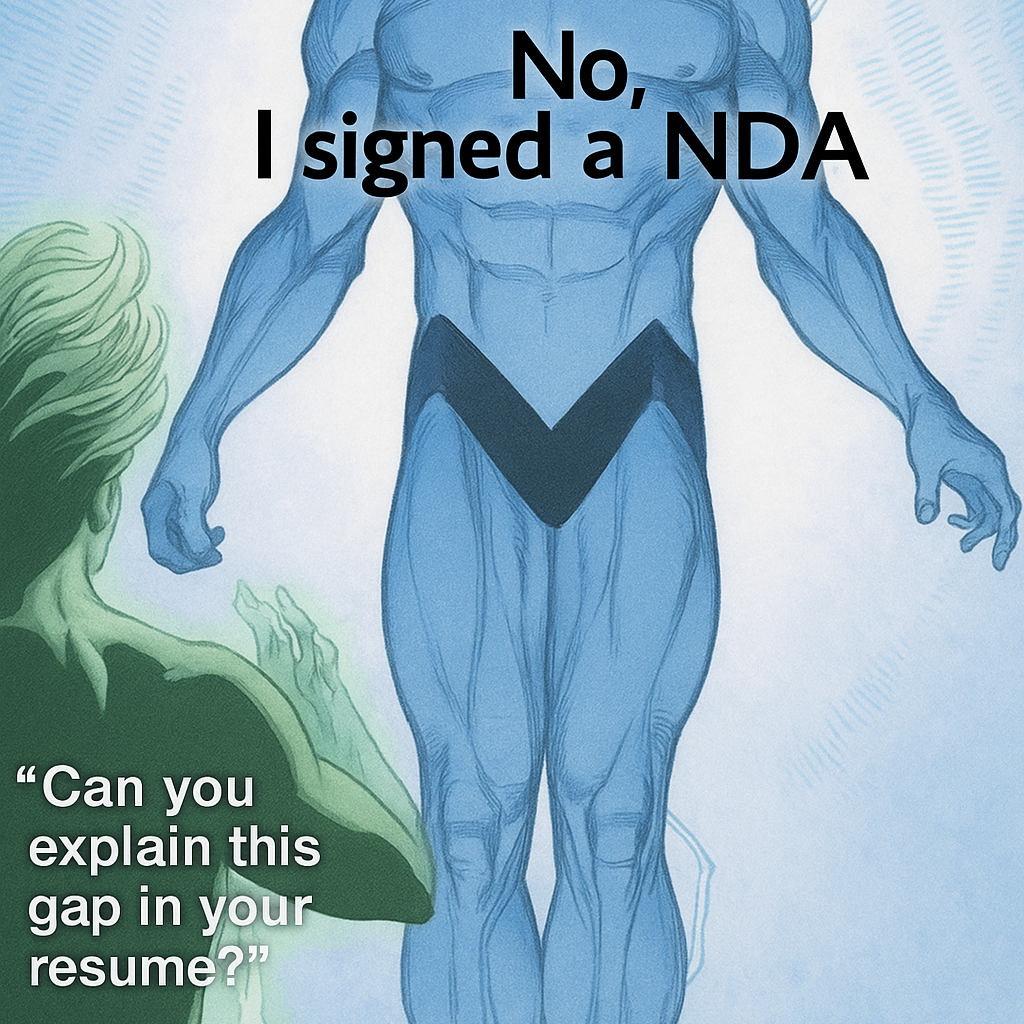 No,
I signed a NDA
“Can you
explain this
gap in your
resume?”